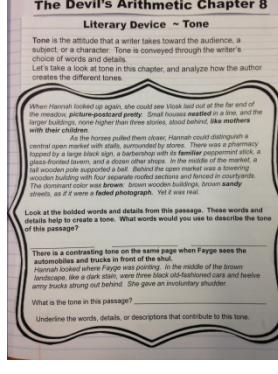 The Devil's Arithmetic Chapter 8
Literary Device ~ Tone
Tone is the attitude that a writer takes toward the audience, a
subject, or a character. Tone is conveyed through the writer's
choice of words and details.
Let's take a look at tone in this chapter, and analyze how the author
creates the different tones.
When Hannah looked up again, she could see Viosk laid out at the far end of
the meadow, picture-postcard pretty. Small houses nestled in a line, and the
larger buildings, none higher than three stories, stood behind, like mothers
with their children.
As the horses pulled them closer, Hannah could distinguish a
central open market with stalls, surrounded by stores. There was a pharmacy
topped by a large black sign, a barbershop with its familiar peppermint stick, a
glass-fronted tavern, and a dozen other shops. In the middle of the market, a
tall wooden pole supported a bell. Behind the open market was a towering
wooden building with four separate roofed sections and fenced in courtyards.
The dominant color was brown: brown wooden buildings, brown sandy
streets, as if it were a faded photograph. Yet it was real.
Look at the bolded words and details from this passage. These words and
details help to create a tone. What words would you use to describe the tone
of this passage?
There is a contrasting tone on the same page when Fayge sees the
automobiles and trucks in front of the shul.
Hannah looked where Fayge was pointing. In the middle of the brown
landscape, like a dark stain, were three black old-fashioned cars and twelve
army trucks strung out behind. She gave an involuntary shudder.
What is the tone in this passage?
Underline the words, details, or descriptions that contribute to this tone.